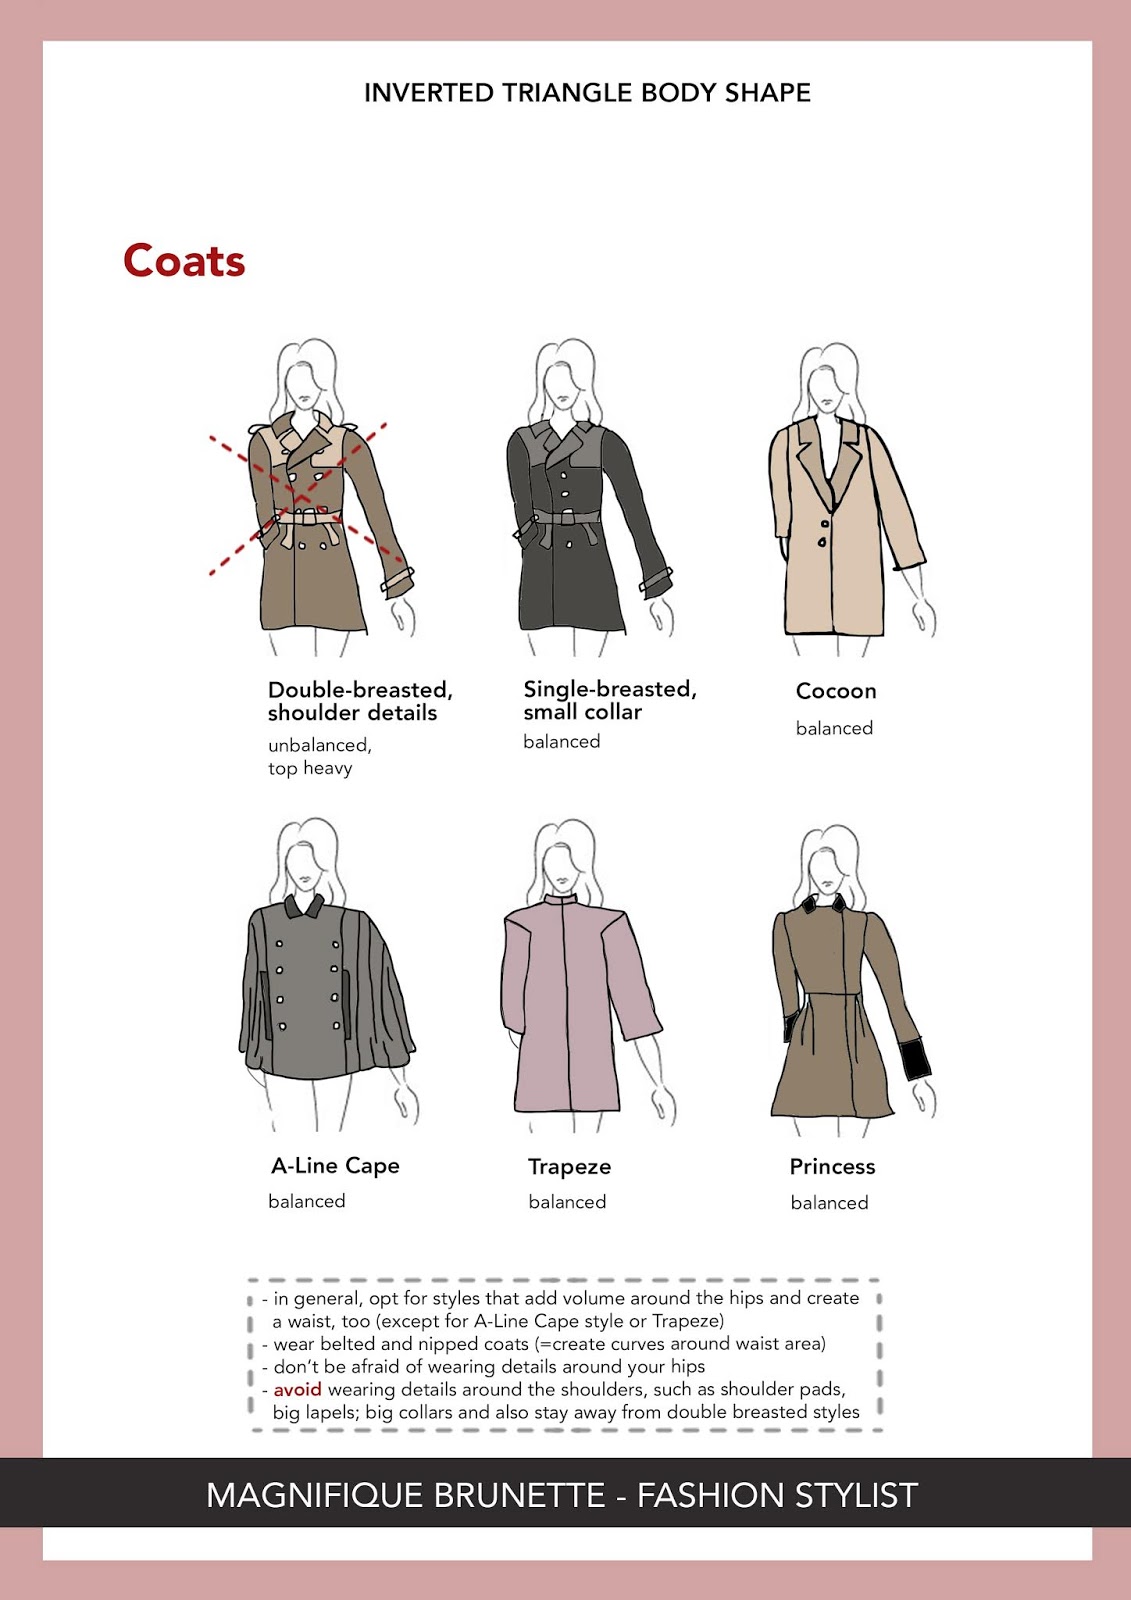 INVERTED TRIANGLE BODY SHAPE
Coats
Double-breasted,
shoulder details
unbalanced,
top heavy
Single-breasted,
small collar
balanced
Cocoon
balanced
A-Line Cape
balanced
Trapeze
balanced
Princess
balanced
- in general, opt for styles that add volume around the hips and create
a waist, too (except for A-Line Cape style or Trapeze)
- wear belted and nipped coats (=create curves around waist area)
- don't be afraid of wearing details around your hips
- avoid wearing details around the shoulders, such as shoulder pads,
big lapels; big collars and also stay away from double breasted styles
MAGNIFIQUE BRUNETTE - FASHION STYLIST